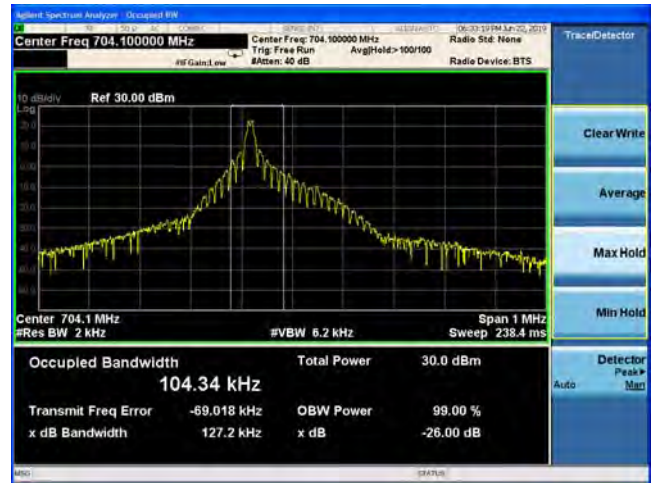 Agilent Spectrum Analyzer - Occupied BW
06:33:19 PM Jun 22, 2019
Center Freq 704.100000 MHz
Center Freq: 704.100000 MHz
Radio Std: None
Trace/Detector
Trig: Free Run Avg|Hold:>100/100
#IFGain:Low #Atten: 40 dB Radio Device: BTS
10 dB/div Ref 30.00 dBm
Log
Clear Write
Average
Max Hold
Min Hold
Center 704.1 MHz Span 1 MHz
#Res BW 2 kHz #VBW 6.2 kHz Sweep 238.4 ms
Occupied Bandwidth Total Power 30.0 dBm
104.34 kHz
Detector
Peak
Auto Man
Transmit Freq Error -69.018 kHz OBW Power 99.00 %
x dB Bandwidth 127.2 kHz x dB -26.00 dB
MSG STATUS